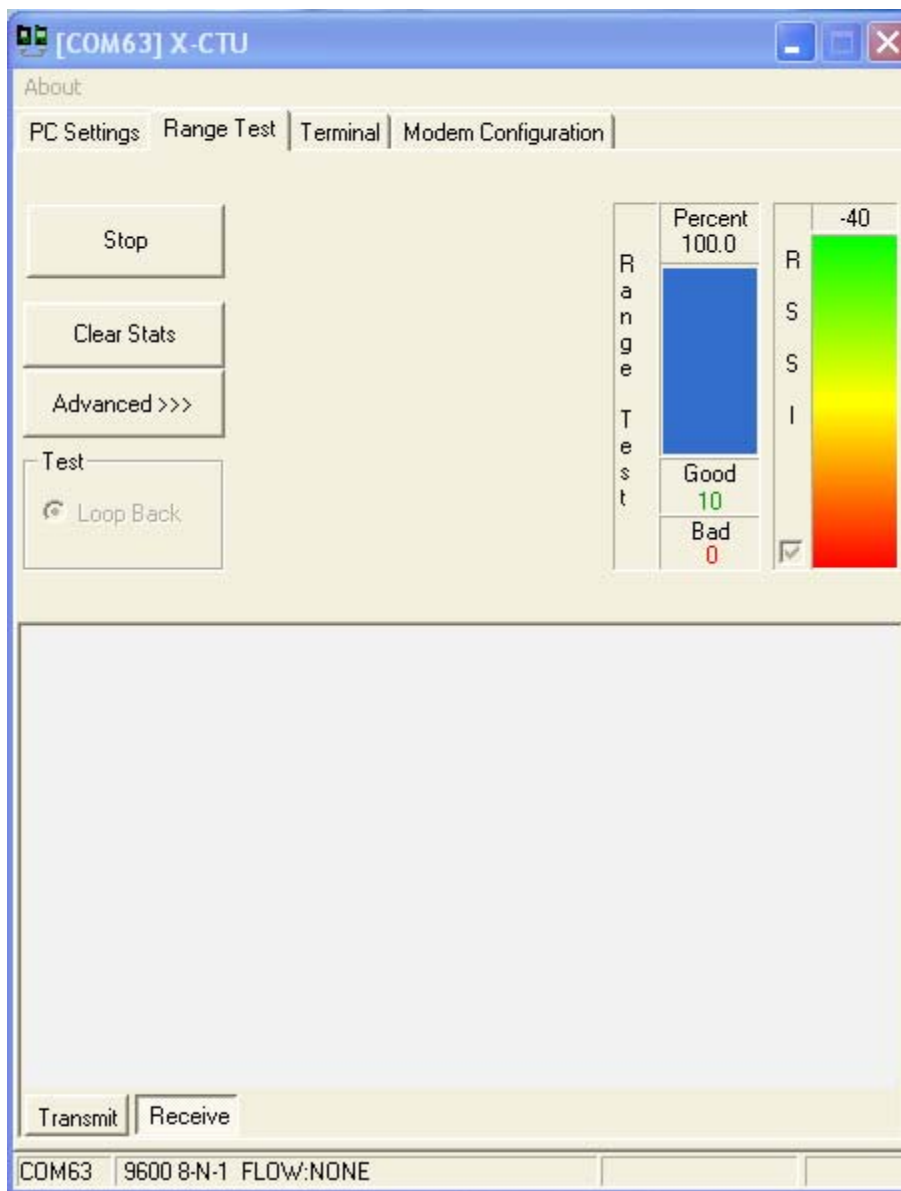 [COM63] X-CTU
About
PC Settings Range Test Terminal Modem Configuration
Stop
Clear Stats
Advanced >>>
Test
Loop Back
Range Test
Percent
100.0
Good
10
Bad
0
RSSI
-40
Transmit Receive
COM63 9600 8-N-1 FLOW:NONE